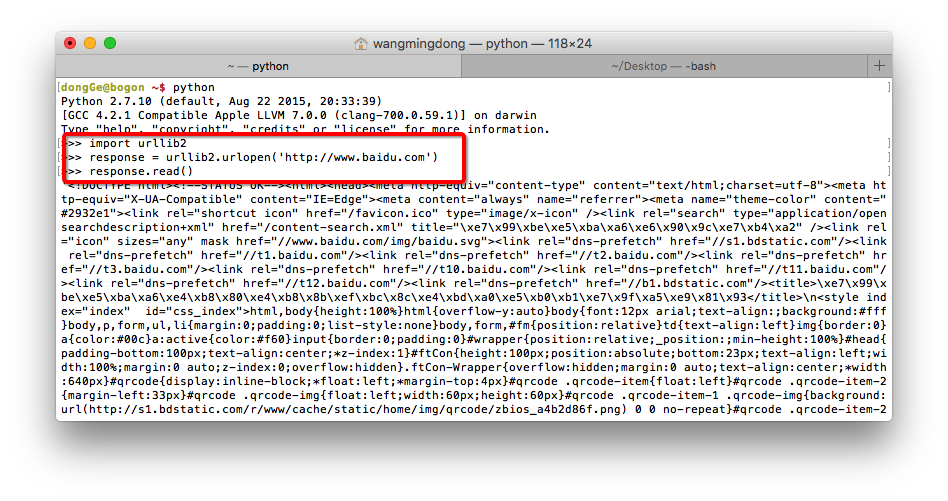 wangmingdong — python — 118×24
~ — python
~/Desktop — -bash
+
[dongGe@bogon ~$ python ]
Python 2.7.10 (default, Aug 22 2015, 20:33:39)
[GCC 4.2.1 Compatible Apple LLVM 7.0.0 (clang-700.0.59.1)] on darwin
Type "help", "copyright", "credits" or "license" for more information.
[>>> import urllib2 ]
[>>> response = urllib2.urlopen('http://www.baidu.com') ]
[>>> response.read() ]
'<!DOCTYPE html><!--STATUS OK--><html><head><meta http-equiv="content-type" content="text/html;charset=utf-8"><meta ht
tp-equiv="X-UA-Compatible" content="IE=Edge"><meta content="always" name="referrer"><meta name="theme-color" content="
#2932e1"><link rel="shortcut icon" href="/favicon.ico" type="image/x-icon" /><link rel="search" type="application/open
searchdescription+xml" href="/content-search.xml" title="\xe7\x99\xbe\xe5\xba\xa6\xe6\x90\x9c\xe7\xb4\xa2" /><link rel
="icon" sizes="any" mask href="//www.baidu.com/img/baidu.svg"><link rel="dns-prefetch" href="//s1.bdstatic.com"/><link
 rel="dns-prefetch" href="//t1.baidu.com"/><link rel="dns-prefetch" href="//t2.baidu.com"/><link rel="dns-prefetch" hr
ef="//t3.baidu.com"/><link rel="dns-prefetch" href="//t10.baidu.com"/><link rel="dns-prefetch" href="//t11.baidu.com"/
><link rel="dns-prefetch" href="//t12.baidu.com"/><link rel="dns-prefetch" href="//b1.bdstatic.com"/><title>\xe7\x99\x
be\xe5\xba\xa6\xe4\xb8\x80\xe4\xb8\x8b\xef\xbc\x8c\xe4\xbd\xa0\xe5\xb0\xb1\xe7\x9f\xa5\xe9\x81\x93</title>\n<style ind
ex="index"  id="css_index">html,body{height:100%}html{overflow-y:auto}body{font:12px arial;text-align:;background:#fff
}body,p,form,ul,li{margin:0;padding:0;list-style:none}body,form,#fm{position:relative}td{text-align:left}img{border:0}
a{color:#00c}a:active{color:#f60}input{border:0;padding:0}#wrapper{position:relative;_position:;min-height:100%}#head{
padding-bottom:100px;text-align:center;*z-index:1}#ftCon{height:100px;position:absolute;bottom:23px;text-align:left;wi
dth:100%;margin:0 auto;z-index:0;overflow:hidden}.ftCon-Wrapper{overflow:hidden;margin:0 auto;text-align:center;*width
:640px}#qrcode{display:inline-block;*float:left;*margin-top:4px}#qrcode .qrcode-item{float:left}#qrcode .qrcode-item-2
{margin-left:33px}#qrcode .qrcode-img{float:left;width:60px;height:60px}#qrcode .qrcode-item-1 .qrcode-img{background:
url(http://s1.bdstatic.com/r/www/cache/static/home/img/qrcode/zbios_a4b2d86f.png) 0 0 no-repeat}#qrcode .qrcode-item-2